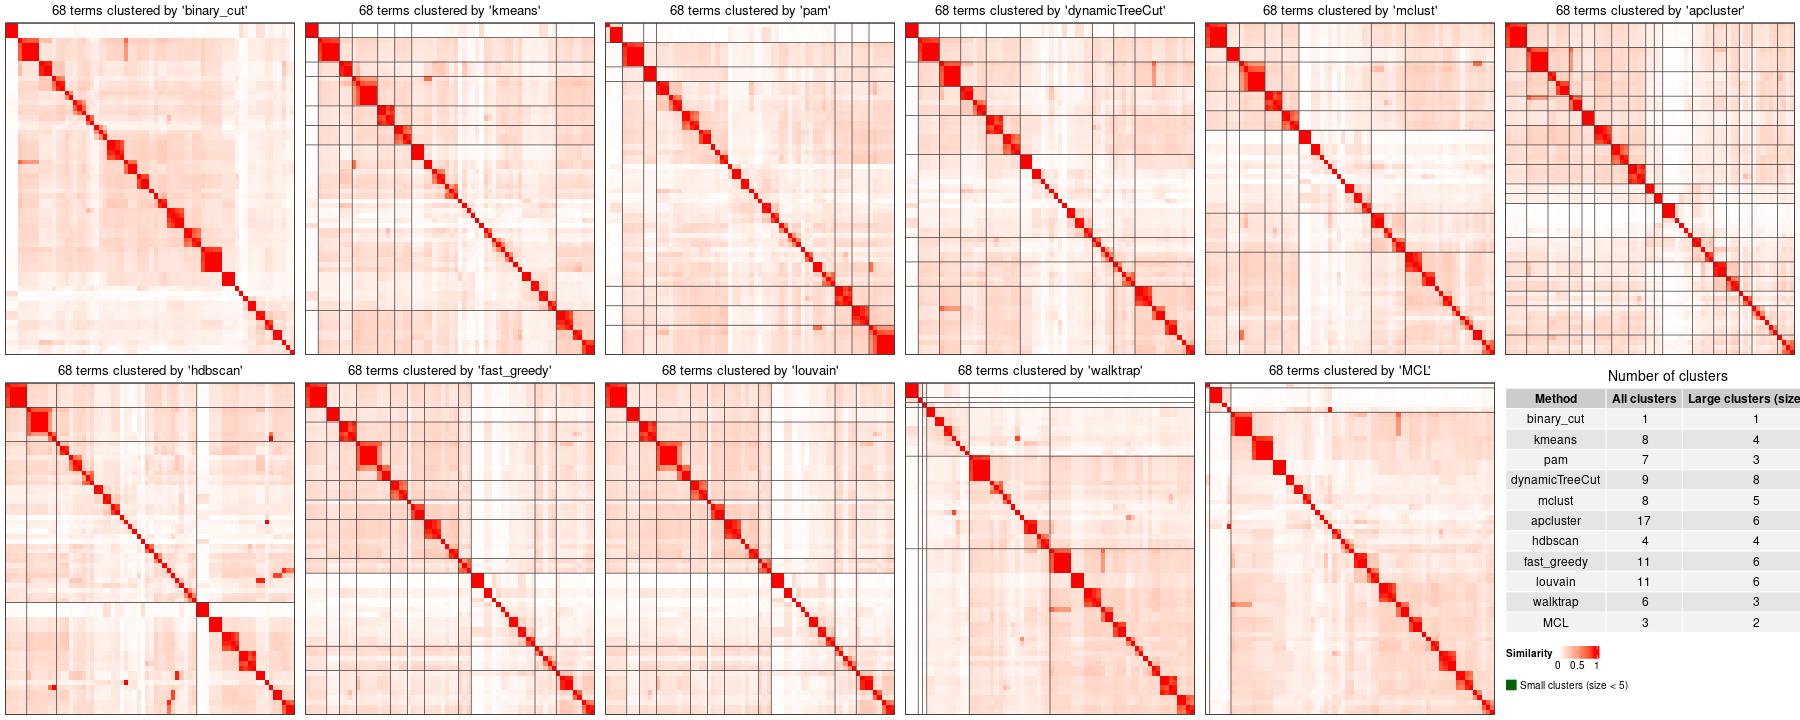 68 terms clustered by 'binary_cut'
68 terms clustered by 'kmeans'
68 terms clustered by 'pam'
68 terms clustered by 'dynamicTreeCut'
68 terms clustered by 'mclust'
68 terms clustered by 'apcluster'
68 terms clustered by 'hdbscan'
68 terms clustered by 'fast_greedy'
68 terms clustered by 'louvain'
68 terms clustered by 'walktrap'
68 terms clustered by 'MCL'
Number of clusters
Method All clusters Large clusters (size
binary_cut 1 1
kmeans 8 4
pam 7 3
dynamicTreeCut 9 8
mclust 8 5
apcluster 17 6
hdbscan 4 4
fast_greedy 11 6
louvain 11 6
walktrap 6 3
MCL 3 2
Similarity
0 0.5 1
Small clusters (size < 5)